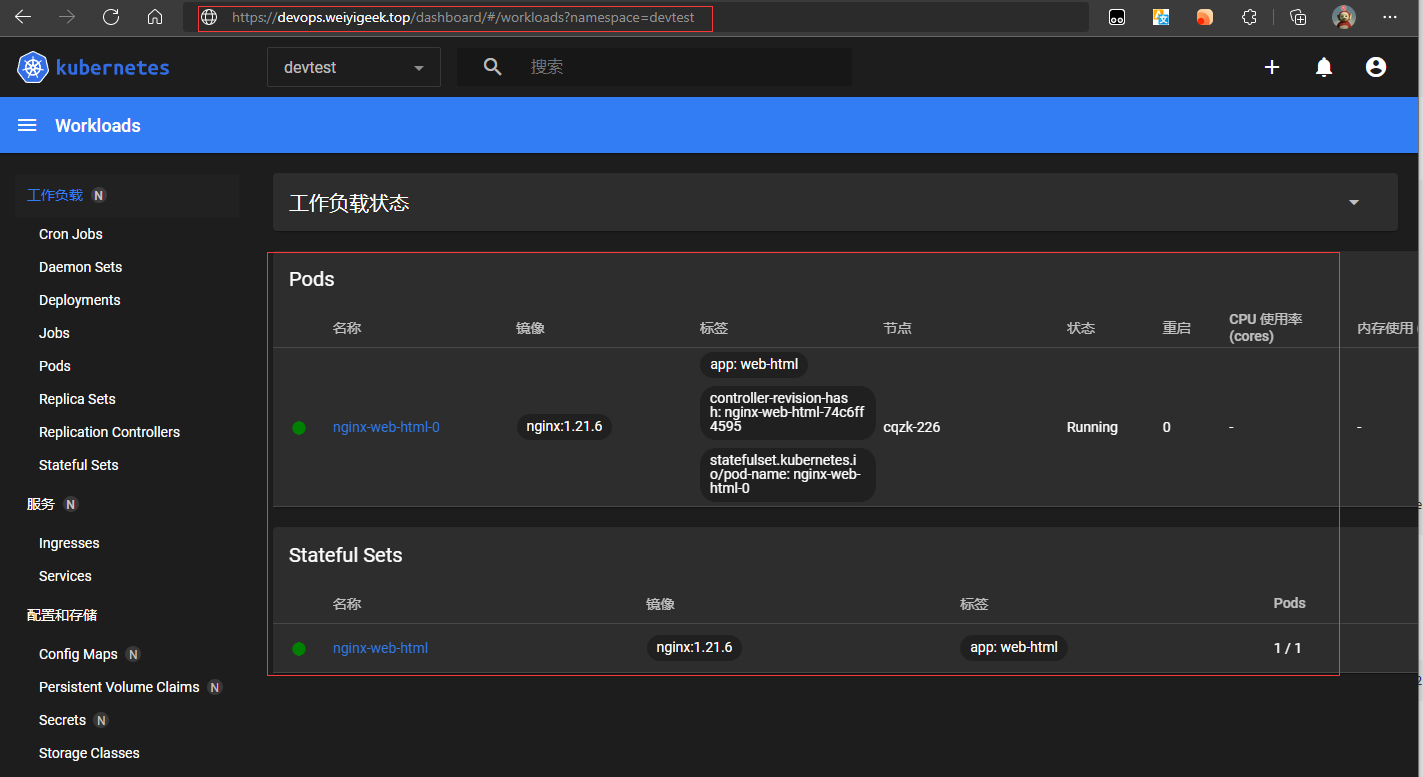 https://devops.weiyigeek.top/dashboard/#/workloads?namespace=devtest
kubernetes
devtest
搜索
Workloads
工作负载 N
Cron Jobs
Daemon Sets
Deployments
Jobs
Pods
Replica Sets
Replication Controllers
Stateful Sets
服务 N
Ingresses
Services
配置和存储
Config Maps N
Persistent Volume Claims N
Secrets N
Storage Classes
工作负载状态
Pods
名称 镜像 标签 节点 状态 重启 CPU 使用率 内存使用 (
(cores)
app: web-html
controller-revision-has
h: nginx-web-html-74c6ff
4595
nginx-web-html-0 nginx:1.21.6 cqzk-226 Running 0 - -
statefulset.kubernetes.i
o/pod-name: nginx-web-
html-0
Stateful Sets
名称 镜像 标签 Pods
nginx-web-html nginx:1.21.6 app: web-html 1 / 1